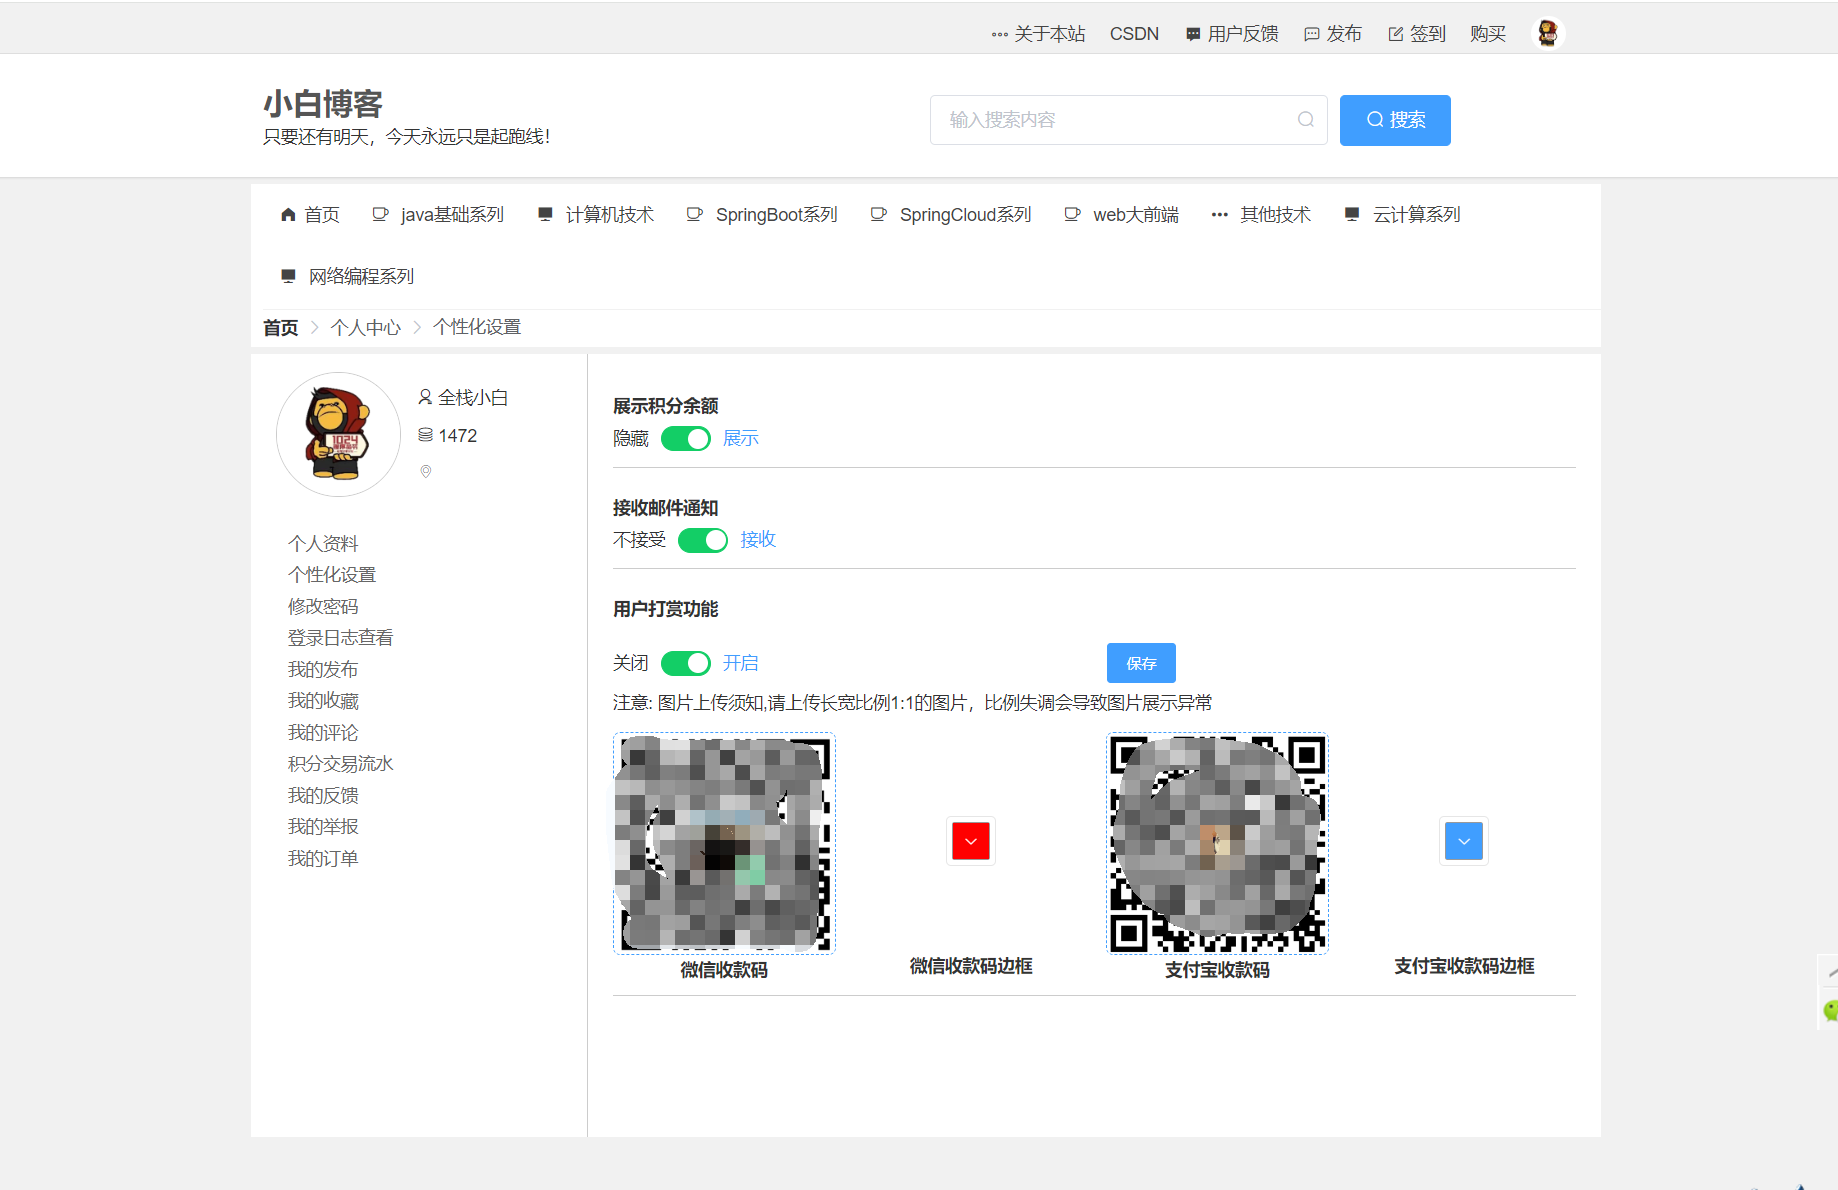 关于本站 CSDN 用户反馈 发布 签到 购买
小白博客
只要还有明天，今天永远只是起跑线！
输入搜索内容 搜索
首页 java基础系列 计算机技术 SpringBoot系列 SpringCloud系列 web大前端 其他技术 云计算系列
网络编程系列
首页 个人中心 个性化设置
全栈小白
1472
1024
个人资料
个性化设置
修改密码
登录日志查看
我的发布
我的收藏
我的评论
积分交易流水
我的反馈
我的举报
我的订单
展示积分余额
隐藏 展示
接收邮件通知
不接受 接收
用户打赏功能
关闭 开启 保存
注意: 图片上传须知,请上传长宽比例1:1的图片，比例失调会导致图片展示异常
微信收款码 微信收款码边框 支付宝收款码 支付宝收款码边框